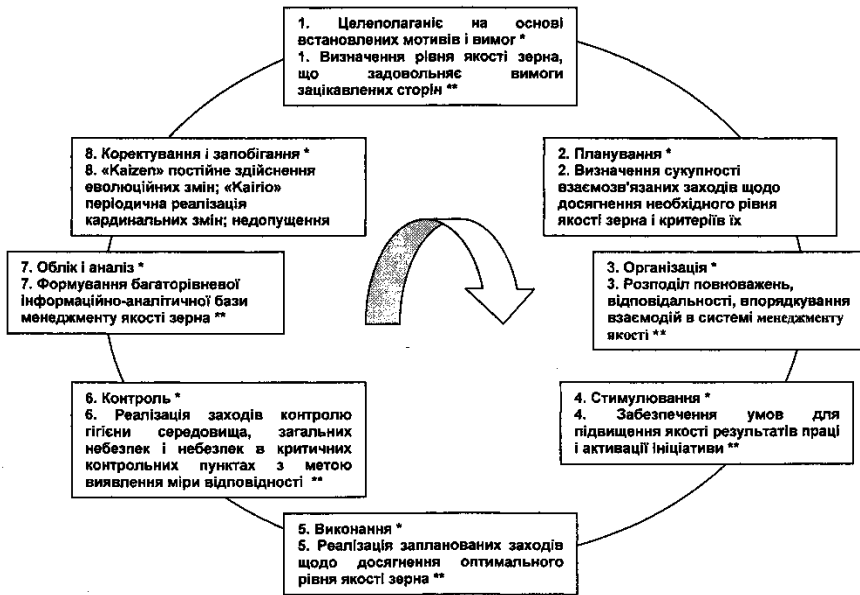 1. Целеполаганіє на основі
встановлених мотивів і вимог *
1. Визначення рівня якості зерна,
що задовольняє вимоги
зацікавлених сторін **
2. Планування *
2. Визначення сукупності
взаємозв'язаних заходів щодо
досягнення необхідного рівня
якості зерна і критеріїв їх
3. Організація *
3. Розподіл повноважень,
відповідальності, впорядкування
взаємодій в системі менеджменту
якості **
4. Стимулювання *
4. Забезпечення умов для
підвищення якості результатів праці
і активації ініціативи **
5. Виконання *
5. Реалізація запланованих заходів
щодо досягнення оптимального
рівня якості зерна **
6. Контроль *
6. Реалізація заходів контролю
гігієни середовища, загальних
небезпек і небезпек в критичних
контрольних пунктах з метою
виявлення міри відповідності **
7. Облік і аналіз *
7. Формування багаторівневої
інформаційно-аналітичної бази
менеджменту якості зерна **
8. Коректування і запобігання *
8. «Kaizen» постійне здійснення
еволюційних змін; «Kairio»
періодична реалізація
кардинальних змін; недопущення